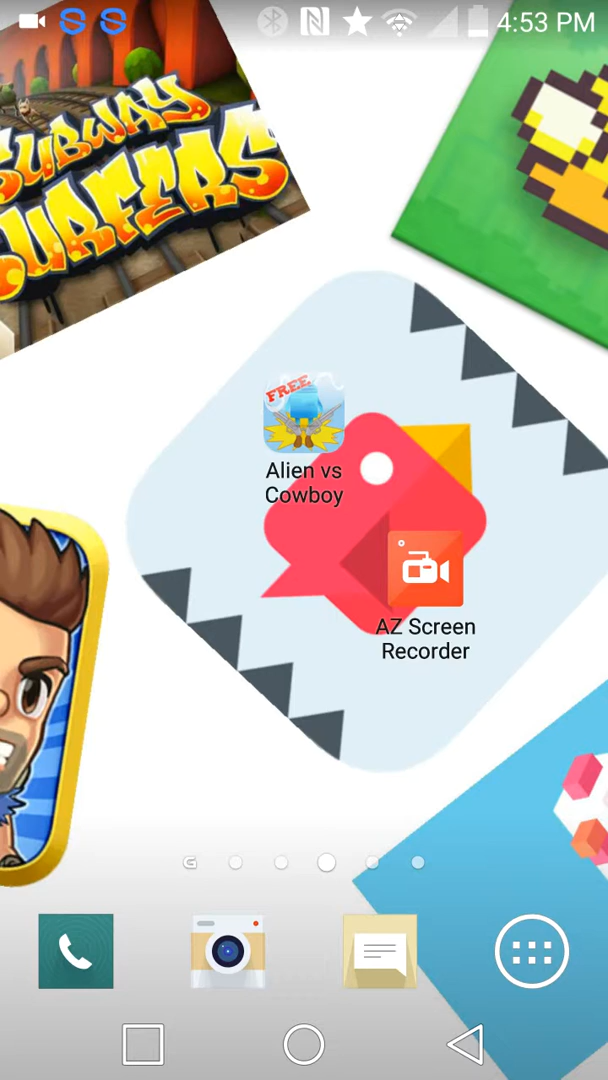 4:53 PM
SUBWAY
SURFERS
FREE
Alien vs
Cowboy
AZ Screen
Recorder